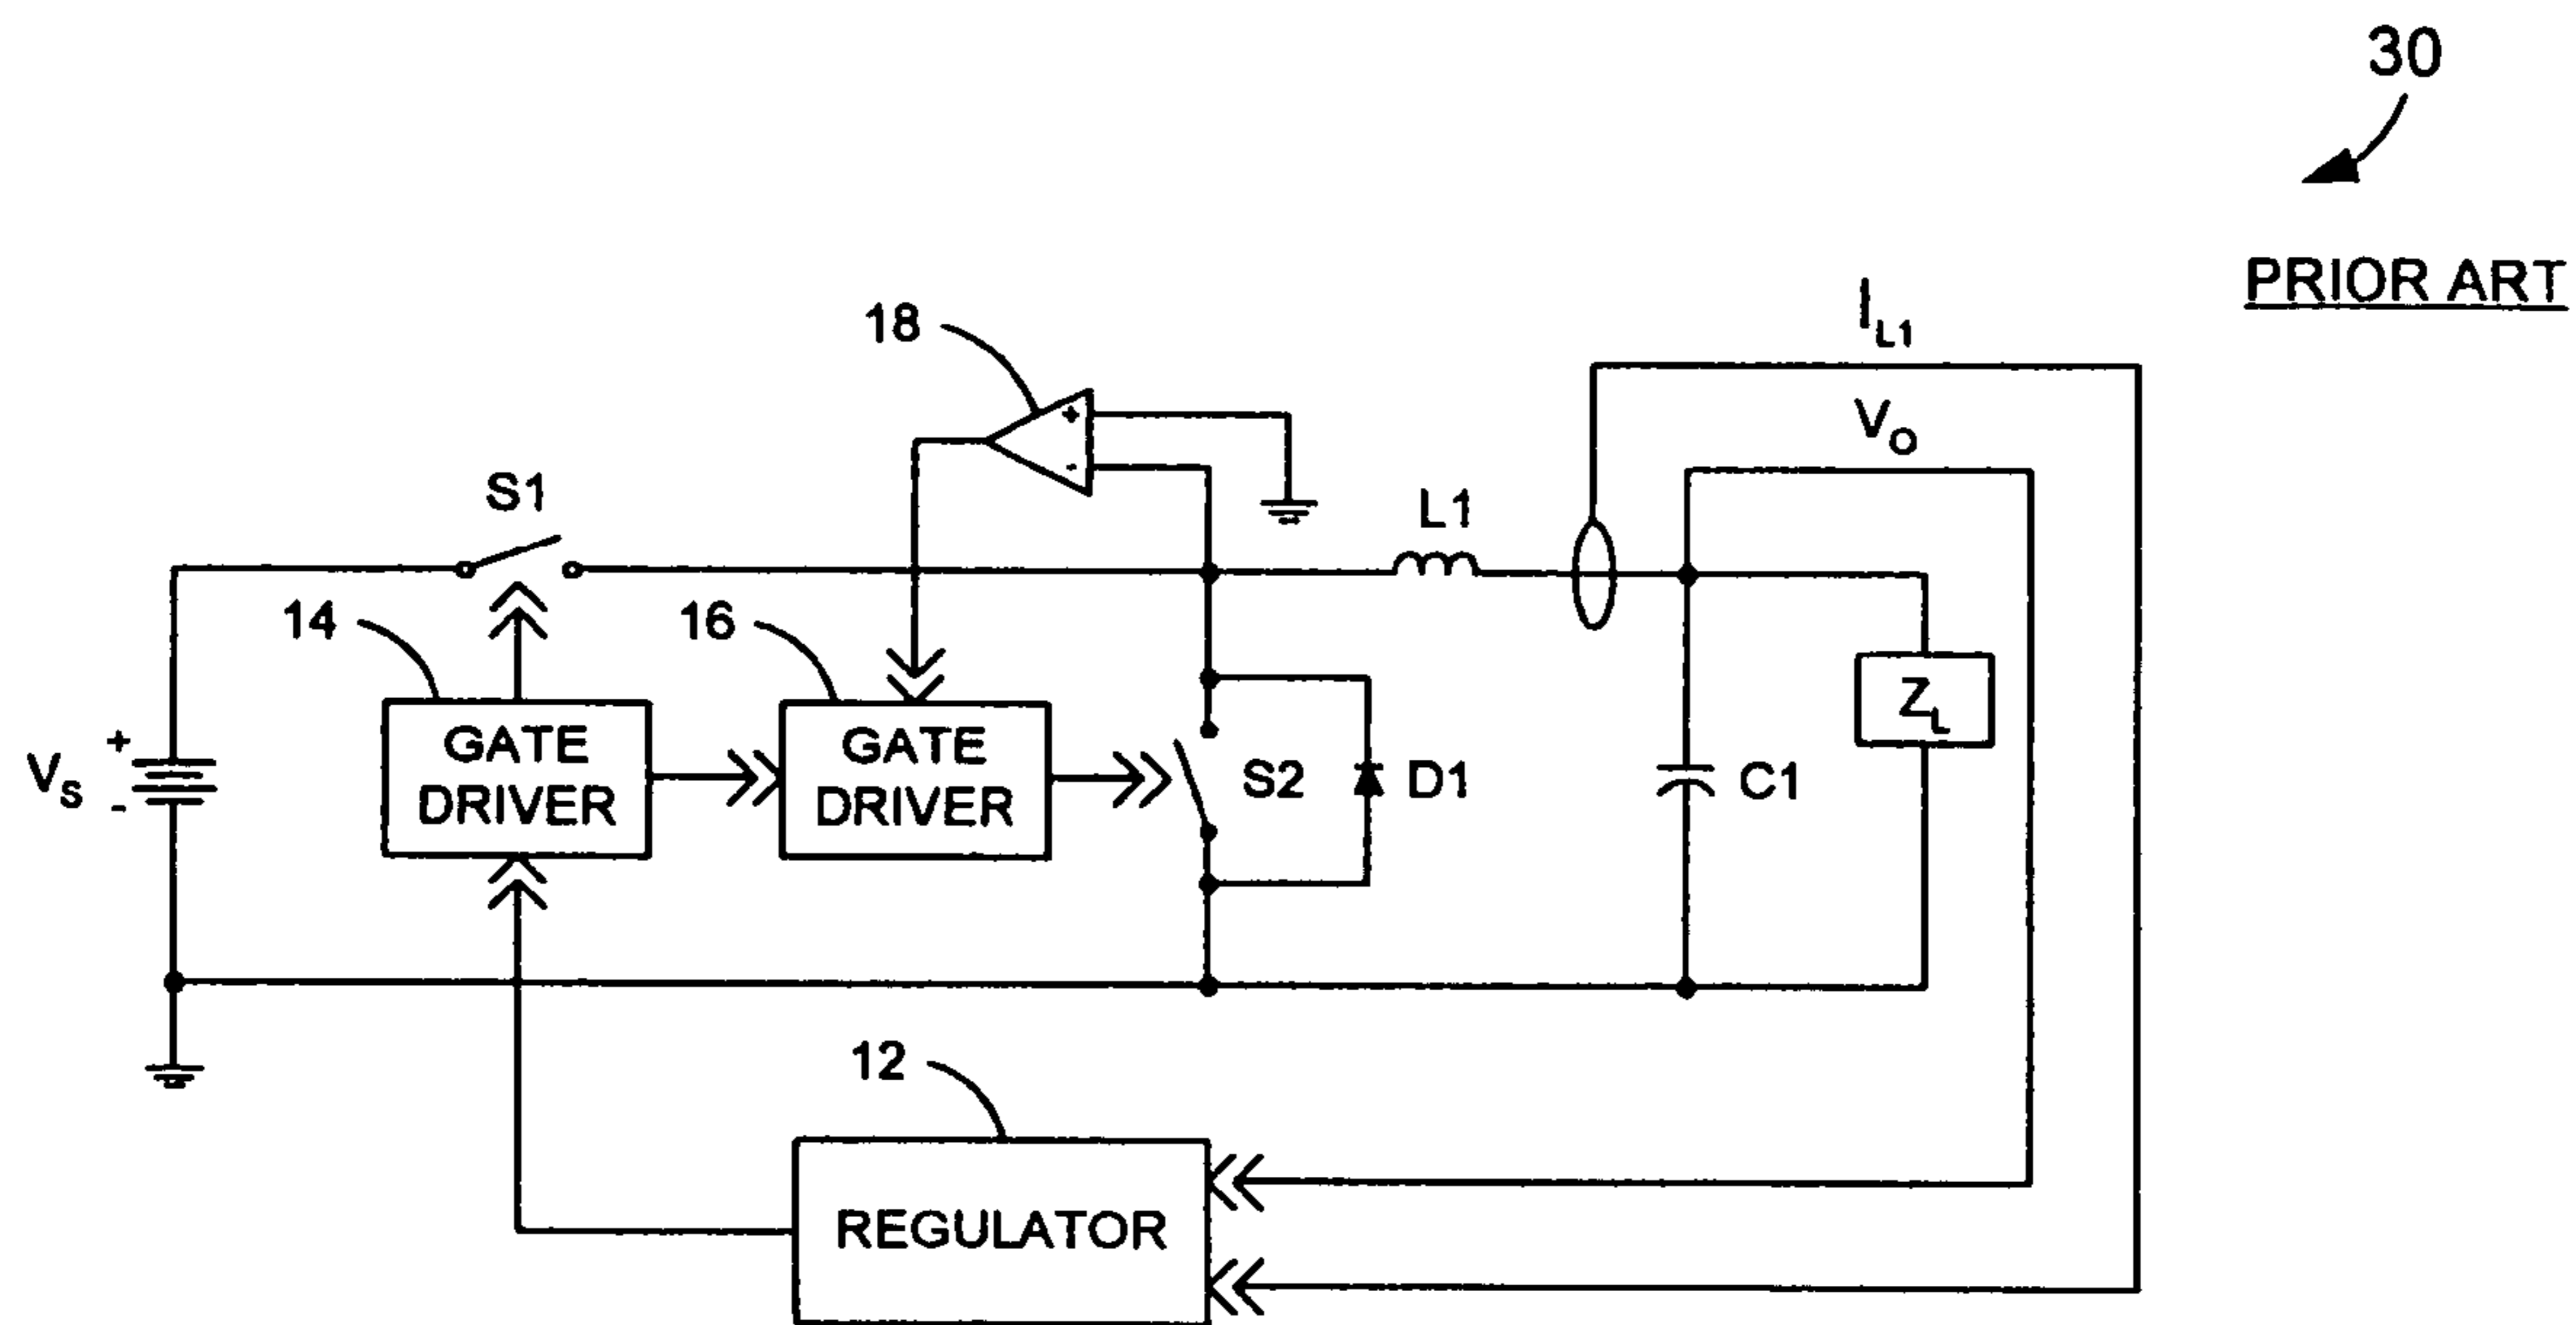 30
PRIOR ART
I_L1
V_O
18
S1
L1
+
-
14
16
Z_L
GATE
DRIVER
GATE
DRIVER
S2
D1
C1
V_S
+
-
12
REGULATOR